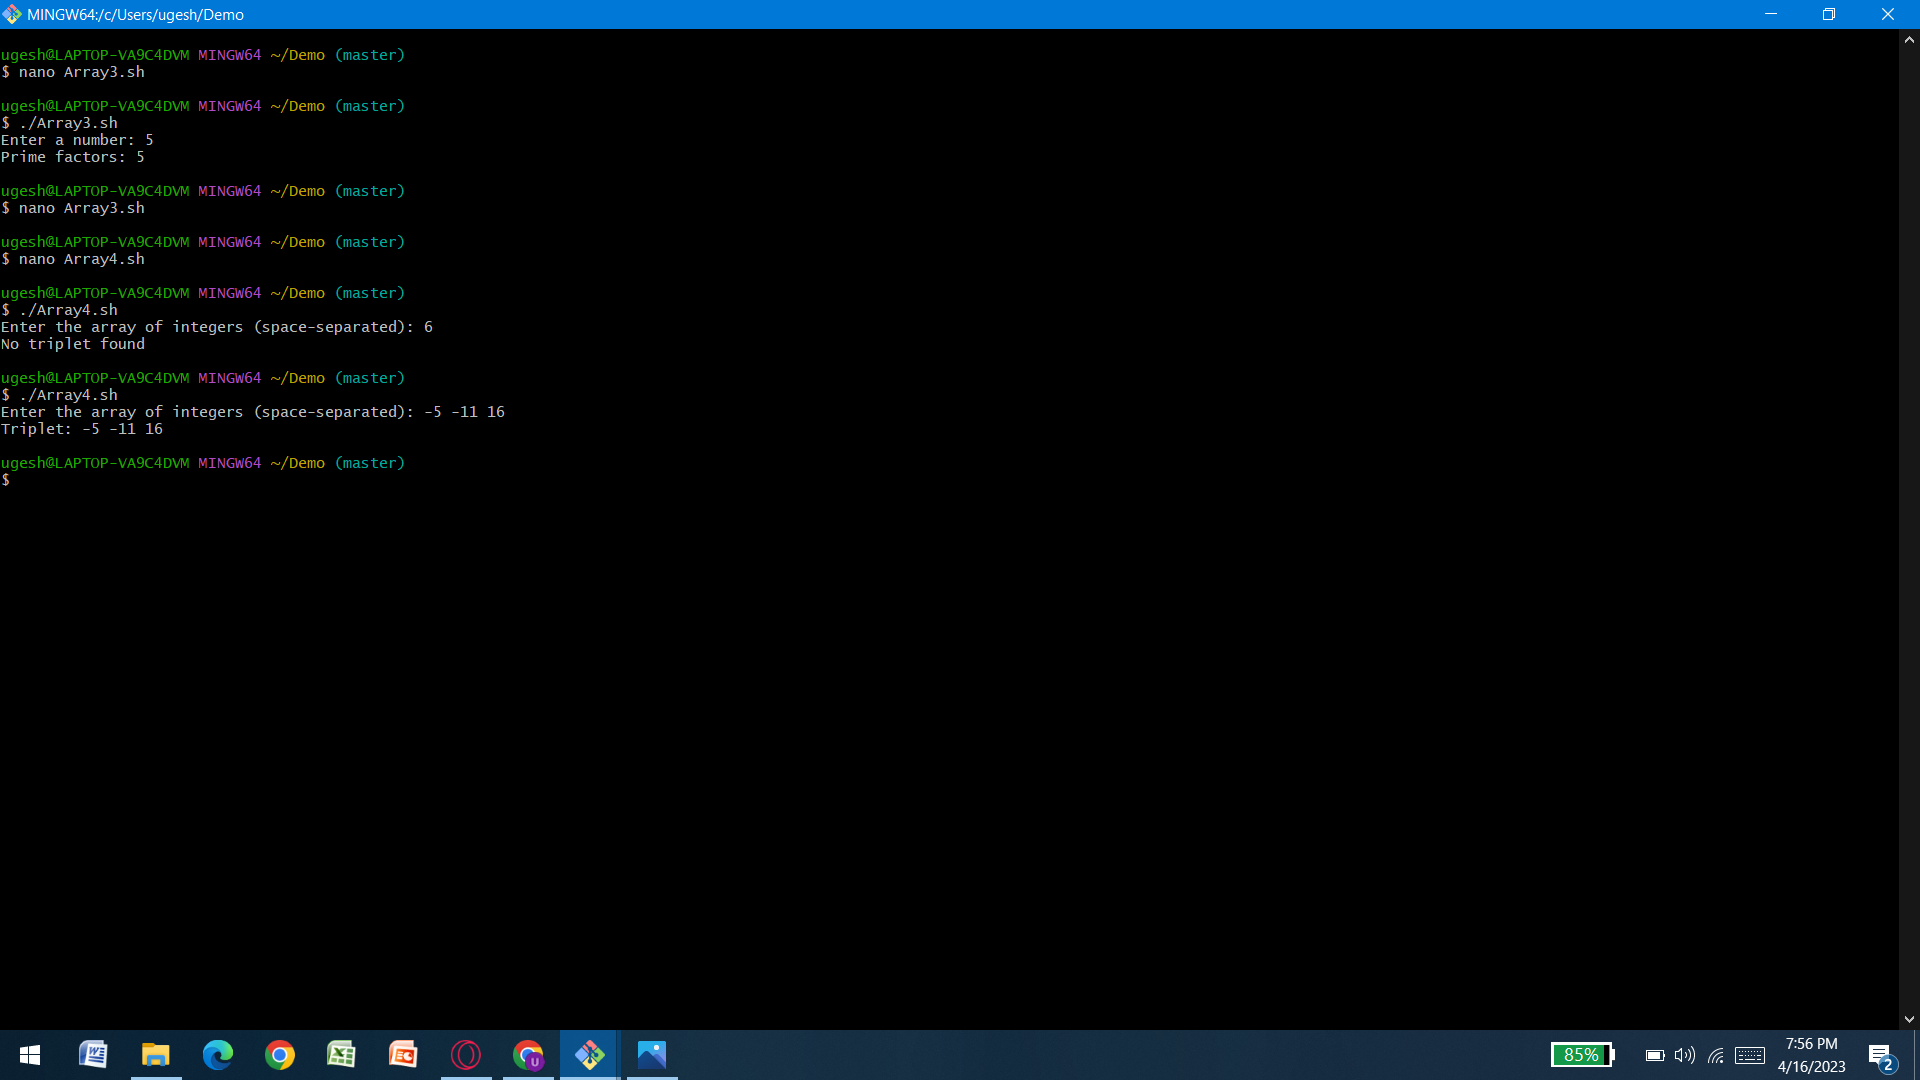 MINGW64:/c/Users/ugesh/Demo
ugesh@LAPTOP-VA9C4DVM MINGW64 ~/Demo (master)
$ nano Array3.sh
ugesh@LAPTOP-VA9C4DVM MINGW64 ~/Demo (master)
$ ./Array3.sh
Enter a number: 5
Prime factors: 5
ugesh@LAPTOP-VA9C4DVM MINGW64 ~/Demo (master)
$ nano Array3.sh
ugesh@LAPTOP-VA9C4DVM MINGW64 ~/Demo (master)
$ nano Array4.sh
ugesh@LAPTOP-VA9C4DVM MINGW64 ~/Demo (master)
$ ./Array4.sh
Enter the array of integers (space-separated): 6
No triplet found
ugesh@LAPTOP-VA9C4DVM MINGW64 ~/Demo (master)
$ ./Array4.sh
Enter the array of integers (space-separated): -5 -11 16
Triplet: -5 -11 16
ugesh@LAPTOP-VA9C4DVM MINGW64 ~/Demo (master)
$
U
85%
7:56 PM
4/16/2023
2